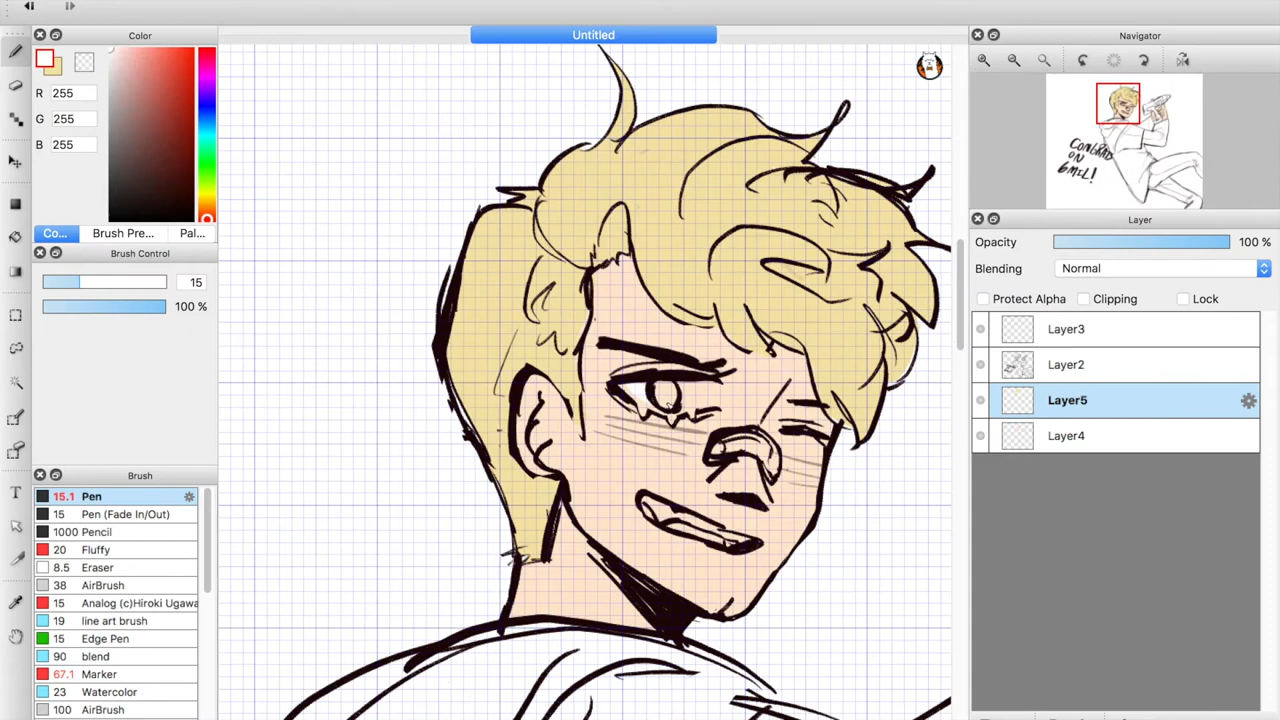 Untitled
Color
R 255
G 255
B 255
Co...
Brush Pre...
Pal...
Brush Control
15
100 %
Brush
15.1 Pen
15 Pen (Fade In/Out)
1000 Pencil
20 Fluffy
8.5 Eraser
38 AirBrush
15 Analog (c)Hiroki Ugawa
19 line art brush
15 Edge Pen
90 blend
67.1 Marker
23 Watercolor
100 AirBrush
Navigator
CONGRATS
ON
6MIL!
Layer
Opacity 100 %
Blending Normal
Protect Alpha Clipping Lock
Layer3
Layer2
Layer5
Layer4